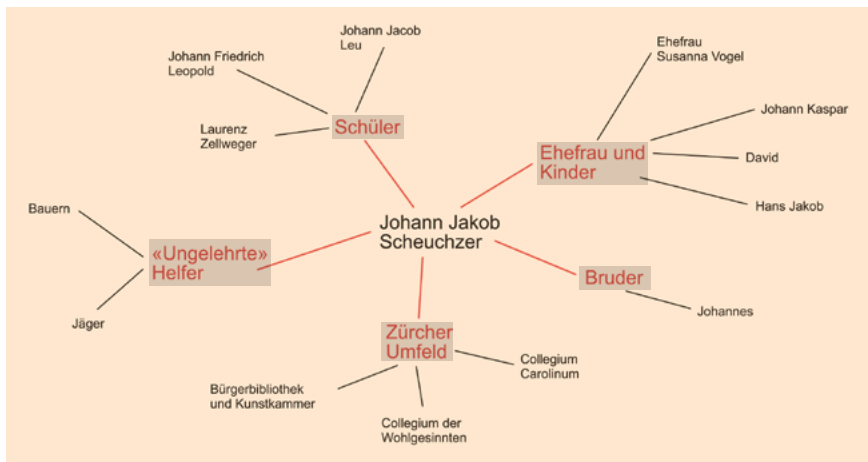 Johann Jacob
Leu
Johann Friedrich
Leopold
Laurenz
Zellweger
Schüler
Ehefrau
Susanna Vogel
Johann Kaspar
David
Hans Jakob
Ehefrau und
Kinder
Johann Jakob
Scheuchzer
Bauern
«Ungelehrte»
Helfer
Jäger
Bruder
Johannes
Zürcher
Umfeld
Collegium
Carolinum
Bürgerbibliothek
und Kunstkammer
Collegium der
Wohlgesinnten